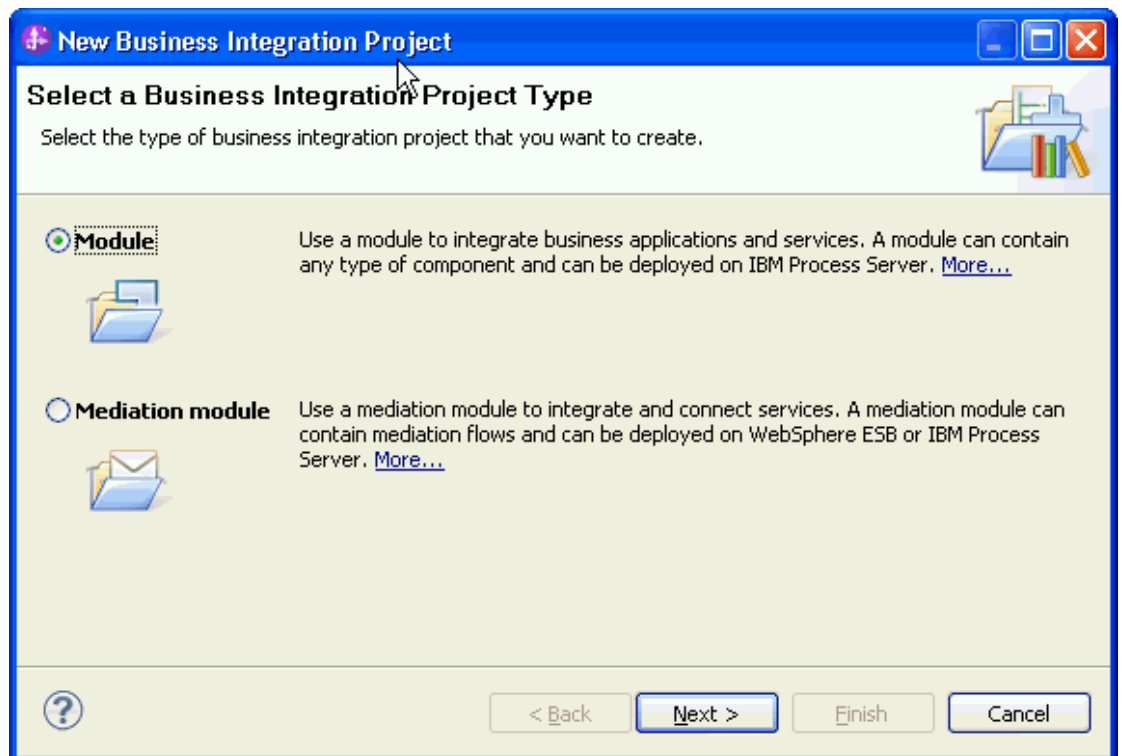 New Business Integration Project
Select a Business Integration Project Type
Select the type of business integration project that you want to create.
Module
Use a module to integrate business applications and services. A module can contain
any type of component and can be deployed on IBM Process Server. More...
Mediation module
Use a mediation module to integrate and connect services. A mediation module can
contain mediation flows and can be deployed on WebSphere ESB or IBM Process
Server. More...
?
< Back
Next >
Finish
Cancel